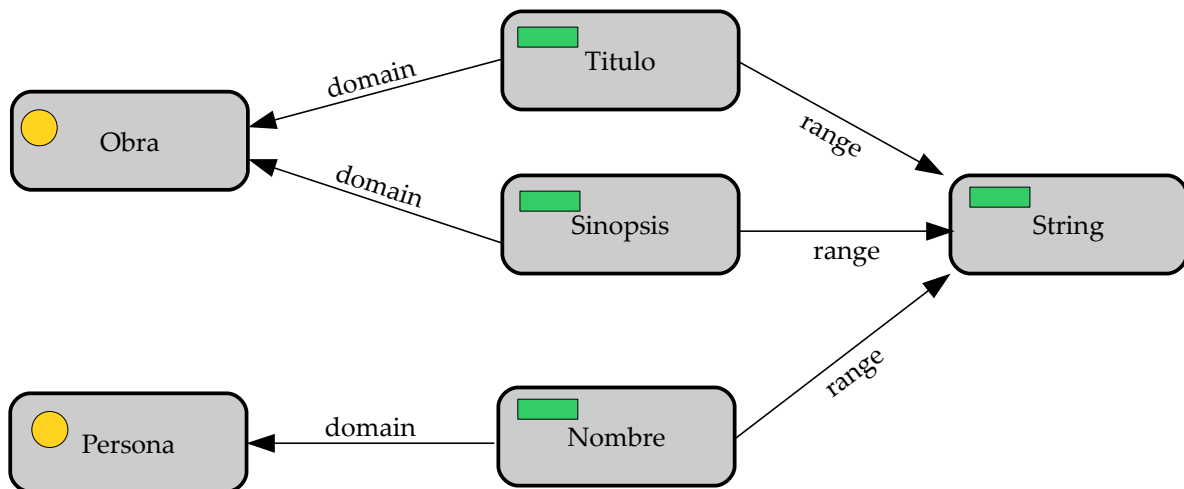 Titulo
domain
Obra
range
domain
Sinopsis
String
range
range
Persona
domain
Nombre